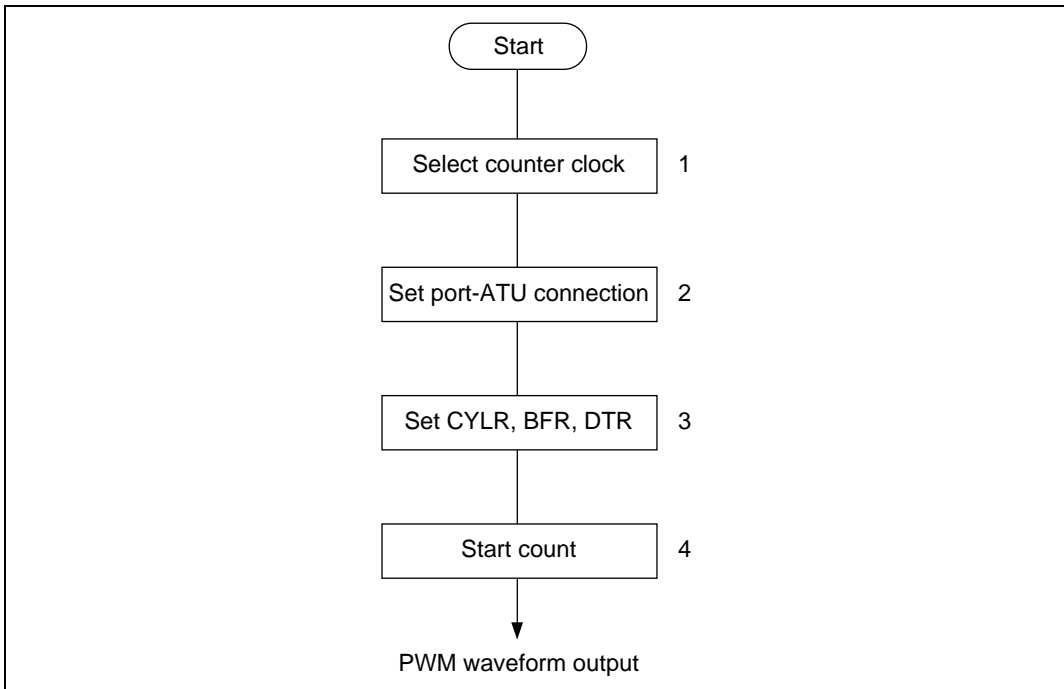 Start
Select counter clock 1
Set port-ATU connection 2
Set CYLR, BFR, DTR 3
Start count 4
PWM waveform output